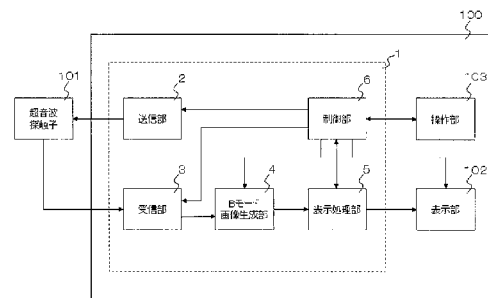 100
1
101
2
6
103
超音波
探触子
送信部
制御部
操作部
3
4
5
102
受信部
Bモード
画像生成部
表示処理部
表示部